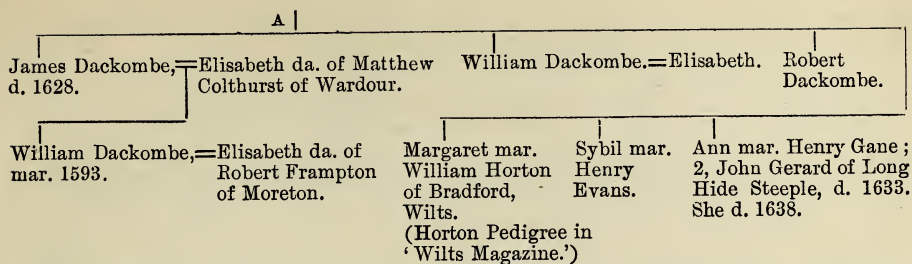 A
James Dackombe,=Elisabeth da. of Matthew
d. 1628. Colthurst of Wardour.
William Dackombe.=Elisabeth.
Robert
Dackombe.
William Dackombe,=Elisabeth da. of
mar. 1593. Robert Frampton
of Moreton.
Margaret mar.
William Horton
of Bradford,
Wilts.
(Horton Pedigree in
‘Wilts Magazine.’)
Sybil mar.
Henry
Evans.
Ann mar. Henry Gane ;
2, John Gerard of Long
Hide Steeple, d. 1633.
She d. 1638.